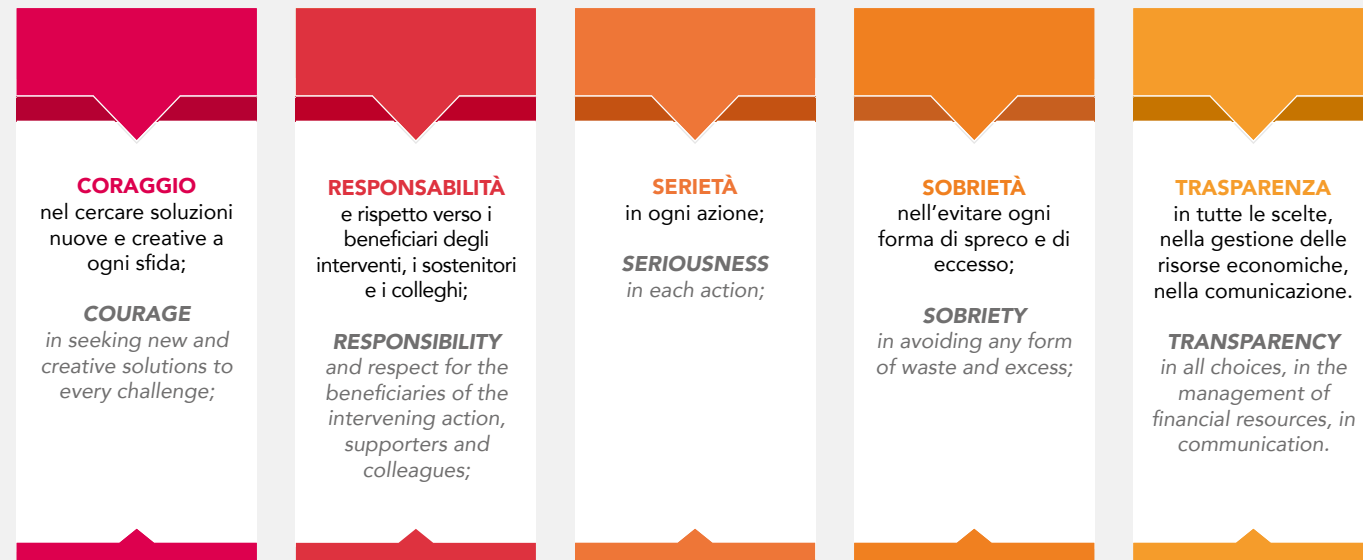 CORAGGIO
nel cercare soluzioni
nuove e creative a
ogni sfida;
COURAGE
in seeking new and
creative solutions to
every challenge;
RESPONSABILITÀ
e rispetto verso i
beneficiari degli
interventi, i sostenitori
e i colleghi;
RESPONSIBILITY
and respect for the
beneficiaries of the
intervening action,
supporters and
colleagues;
SERIETÀ
in ogni azione;
SERIOUSNESS
in each action;
SOBRIETÀ
nell’evitare ogni
forma di spreco e di
eccesso;
SOBRIETY
in avoiding any form
of waste and excess;
TRASPARENZA
in tutte le scelte,
nella gestione delle
risorse economiche,
nella comunicazione.
TRANSPARENCY
in all choices, in the
management of
financial resources, in
communication.